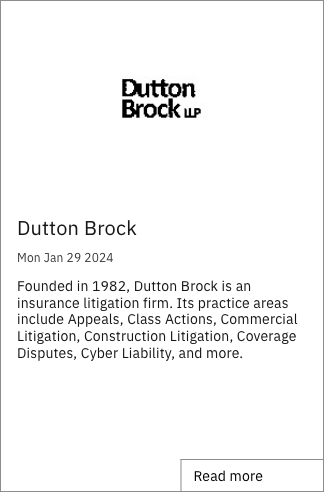 Dutton
Brock LLP
Dutton Brock
Mon Jan 29 2024
Founded in 1982, Dutton Brock is an
insurance litigation firm. Its practice areas
include Appeals, Class Actions, Commercial
Litigation, Construction Litigation, Coverage
Disputes, Cyber Liability, and more.
Read more